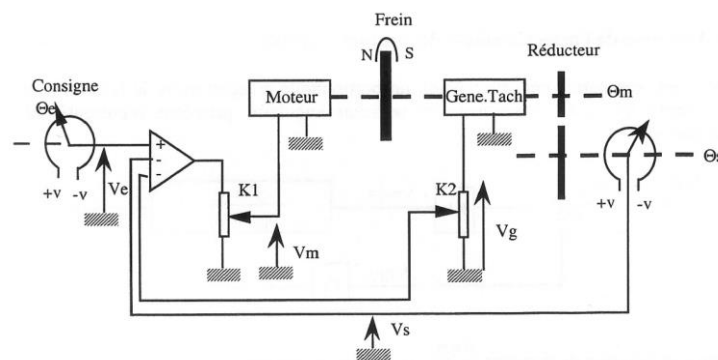 Frein
N S
Réducteur
Consigne
Θe
Moteur
Gene.Tach
Θm
+
-
-
Θs
+v -v
Ve
K1
K2
+v -v
Vm
Vg
Vs